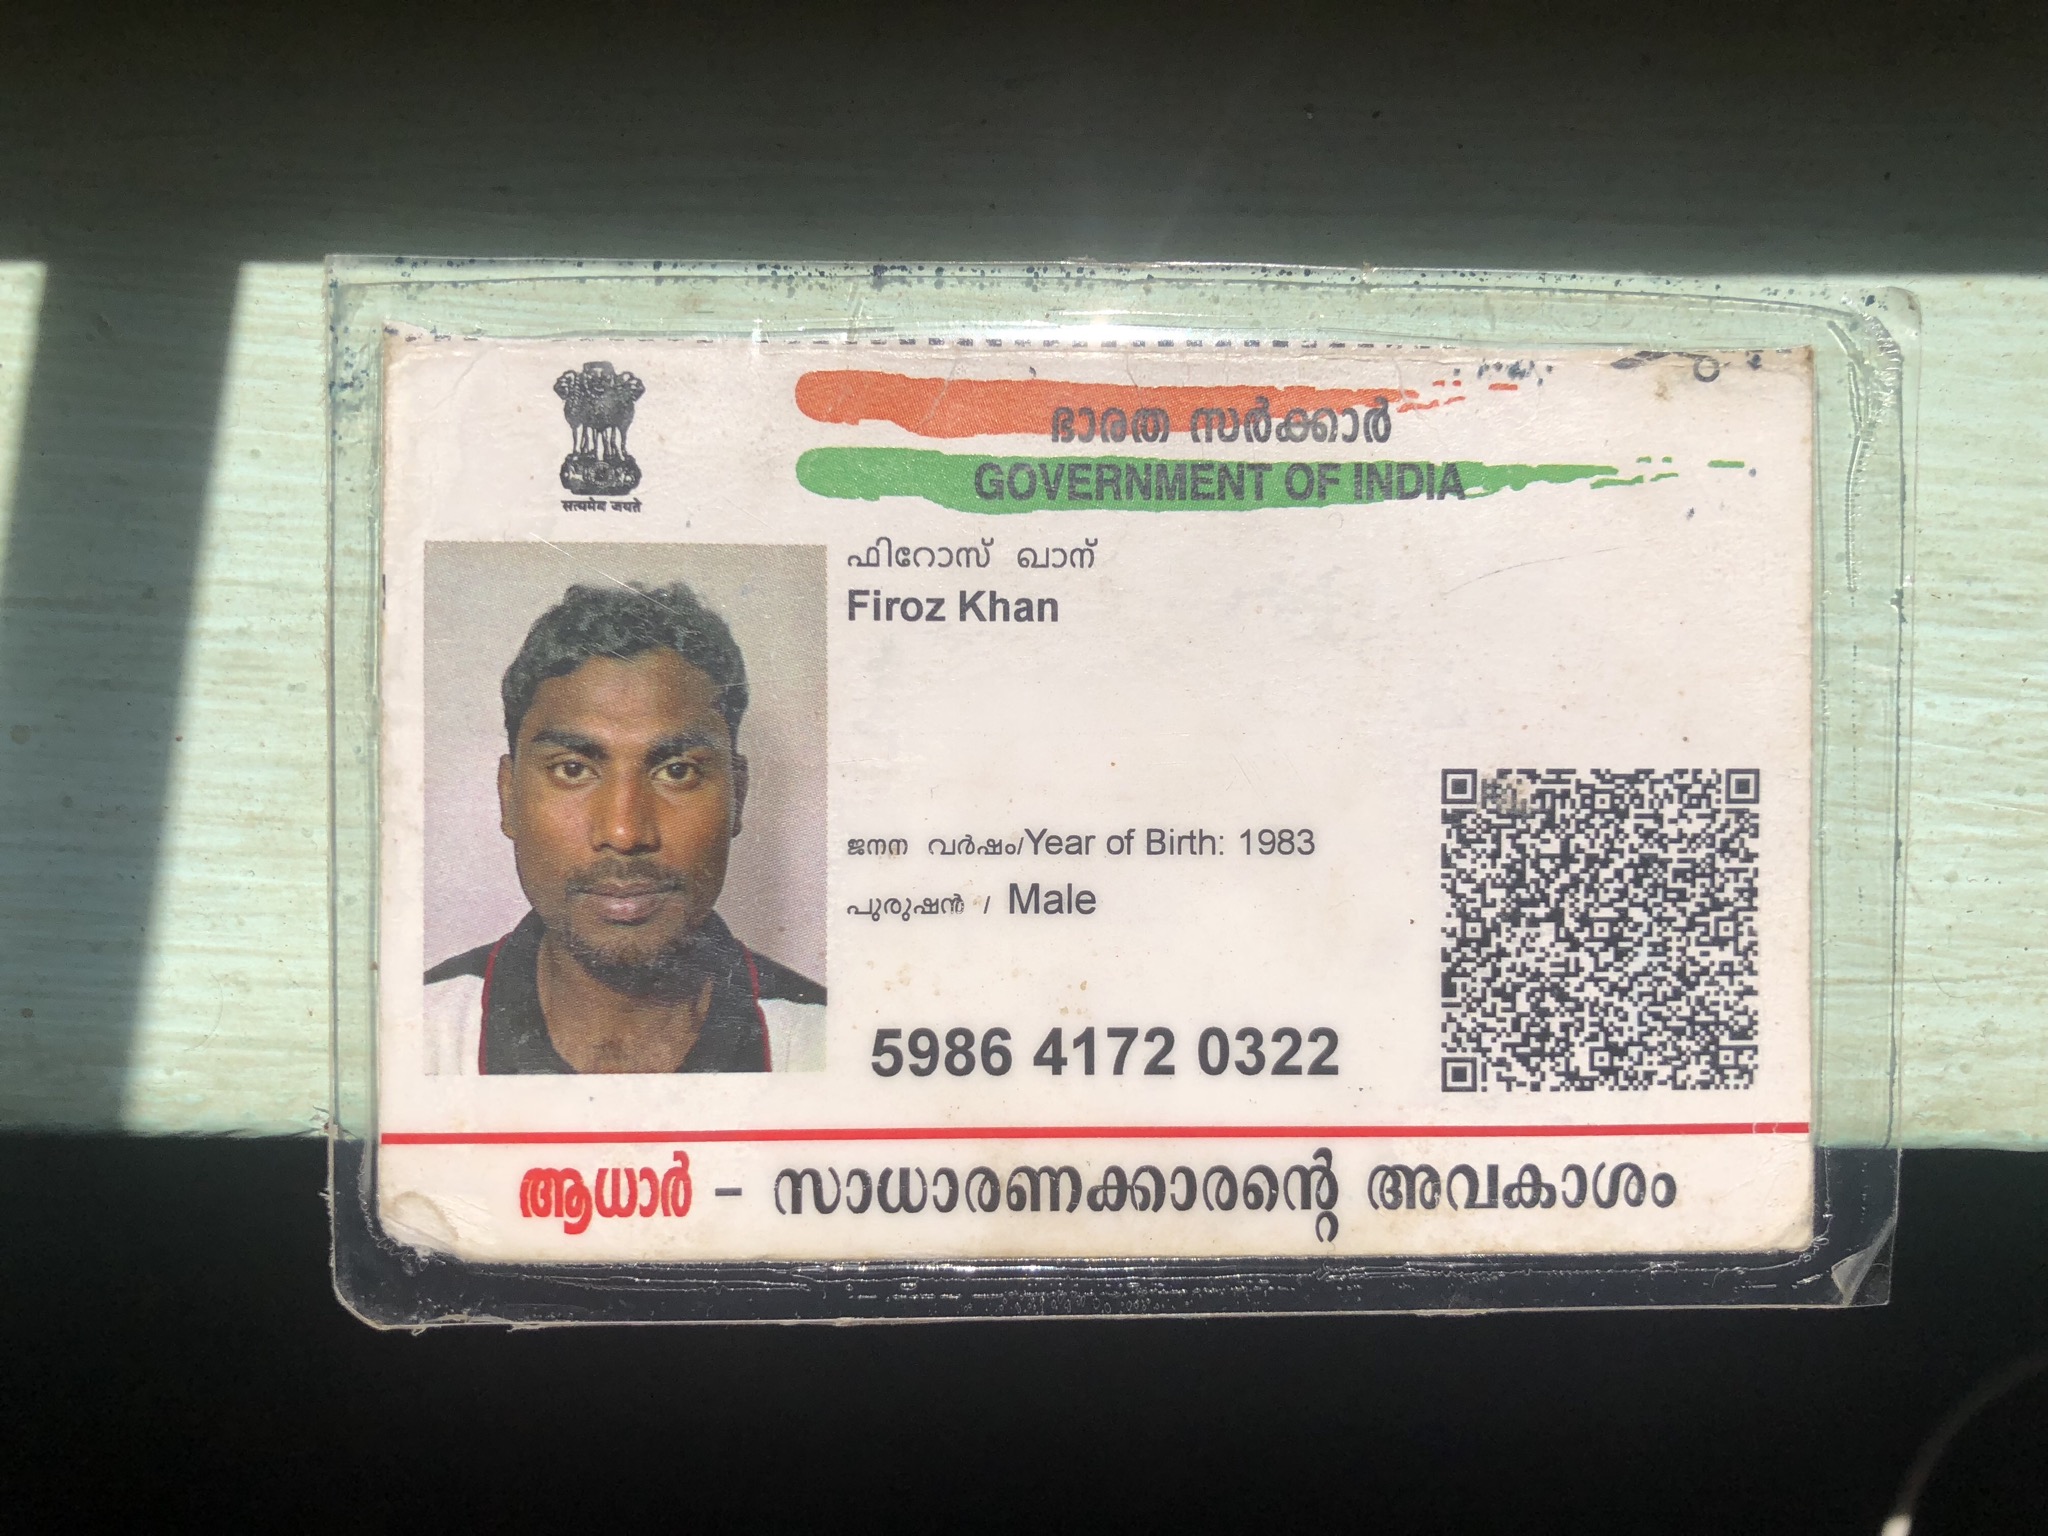 ഭാരത സർക്കാർ
GOVERNMENT OF INDIA
सत्यमेव जयते
ഫിറോസ് ഖാന്
Firoz Khan
ജനന വർഷം/Year of Birth: 1983
പുരുഷൻ / Male
5986 4172 0322
ആധാർ - സാധാരണക്കാരന്റെ അവകാശം